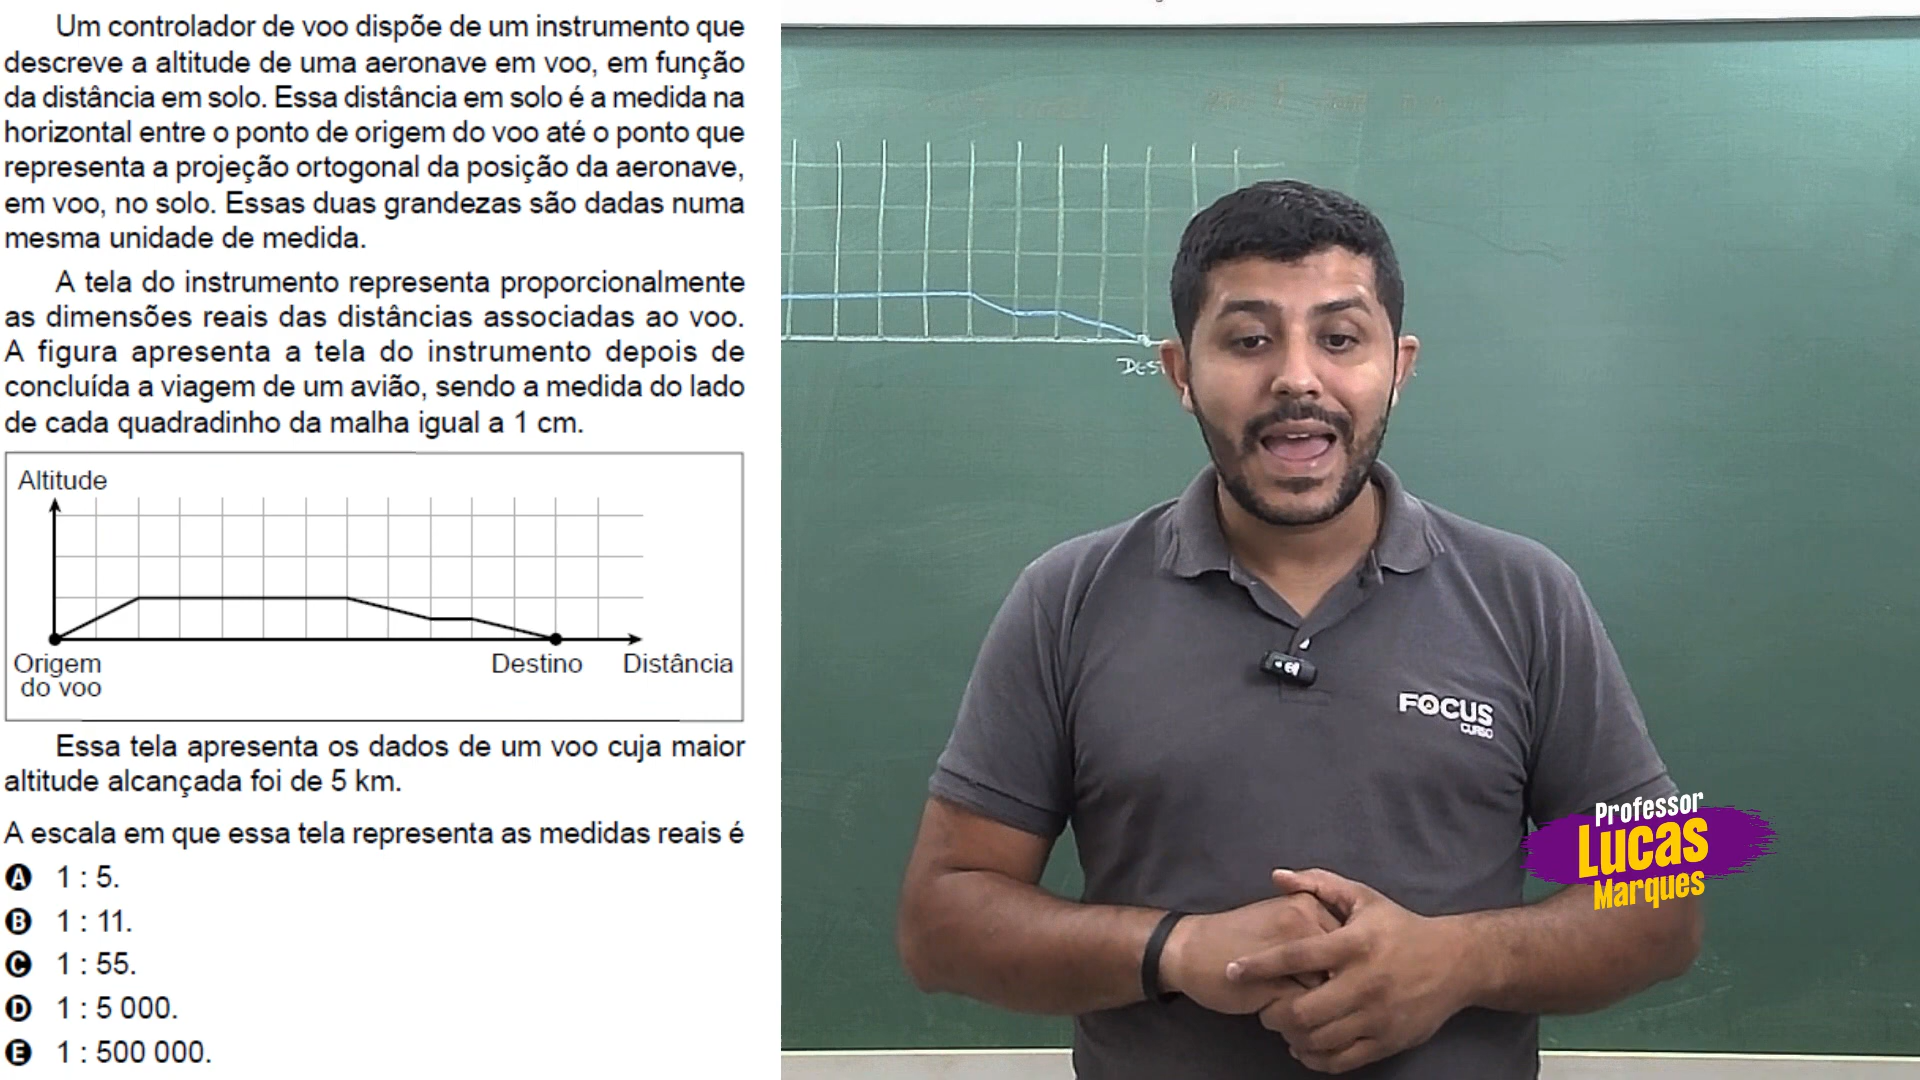 Um controlador de voo dispõe de um instrumento que
descreve a altitude de uma aeronave em voo, em função
da distância em solo. Essa distância em solo é a medida na
horizontal entre o ponto de origem do voo até o ponto que
representa a projeção ortogonal da posição da aeronave,
em voo, no solo. Essas duas grandezas são dadas numa
mesma unidade de medida.
A tela do instrumento representa proporcionalmente
as dimensões reais das distâncias associadas ao voo.
A figura apresenta a tela do instrumento depois de
concluída a viagem de um avião, sendo a medida do lado
de cada quadradinho da malha igual a 1 cm.
Altitude
Origem
do voo
Destino
Distância
Essa tela apresenta os dados de um voo cuja maior
altitude alcançada foi de 5 km.
A escala em que essa tela representa as medidas reais é
A 1 : 5.
B 1 : 11.
C 1 : 55.
D 1 : 5 000.
E 1 : 500 000.
FOCUS
CURSO
Professor
Lucas
Marques